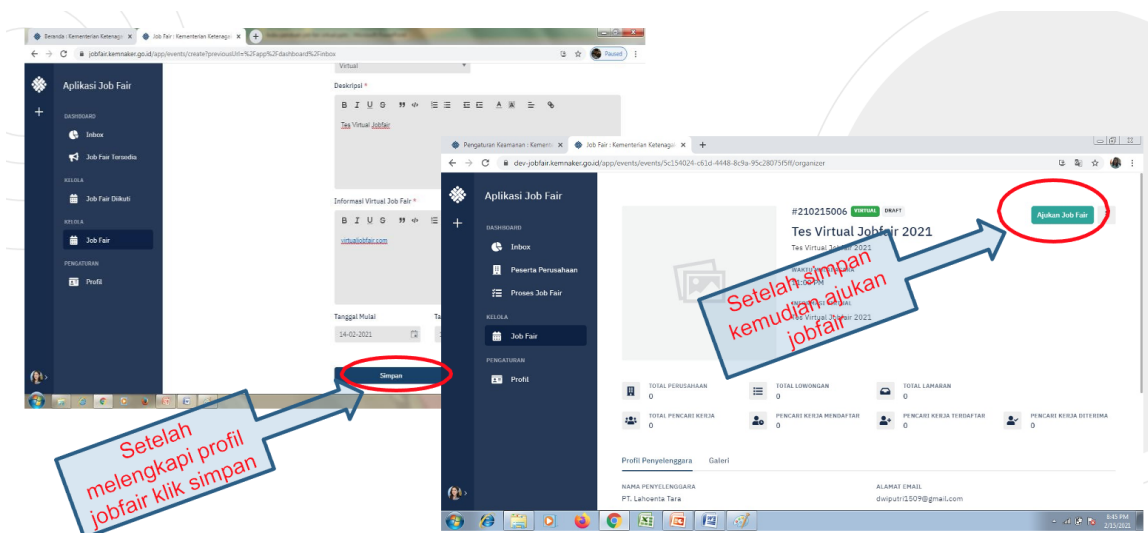 Beranda : Kementerian Ketenaga
Job Fair : Kementerian Ketenaga
jobfair.kemnaker.go.id/app/events/create?previousUrl=%2Fapp%2Fdashboard%2Finbox
Paused
Aplikasi Job Fair
DASHBOARD
Inbox
Job Fair Tersedia
KELOLA
Job Fair Diikuti
KELOLA
Job Fair
PENGATURAN
Profil
Virtual
Deskripsi *
Tes Virtual Jobfair
Informasi Virtual Job Fair *
virtualjobfair.com
Tanggal Mulai
14-02-2021
Simpan
Setelah
melengkapi profil
jobfair klik simpan
Pengaturan Keamanan : Kement
Job Fair : Kementerian Ketenaga
dev-jobfair.kemnaker.go.id/app/events/events/5c154024-c61d-4448-8c9a-95c28075f5ff/organizer
Aplikasi Job Fair
DASHBOARD
Inbox
Peserta Perusahaan
Proses Job Fair
KELOLA
Job Fair
PENGATURAN
Profil
#210215006 VIRTUAL DRAFT
Ajukan Job Fair
Tes Virtual Jobfair 2021
Tes Virtual Jobfair 2021
11:00 PM
Tes Virtual Jobfair 2021
Setelah simpan
kemudian ajukan
jobfair
TOTAL PERUSAHAAN
0
TOTAL LOWONGAN
0
TOTAL LAMARAN
0
TOTAL PENCARI KERJA
0
PENCARI KERJA MENDAFTAR
0
PENCARI KERJA TERDAFTAR
0
PENCARI KERJA DITERIMA
0
Profil Penyelenggara Galeri
NAMA PENYELENGGARA
PT. Lahoenta Tara
ALAMAT EMAIL
dwiputri1509@gmail.com
8:45 PM
2/15/2021